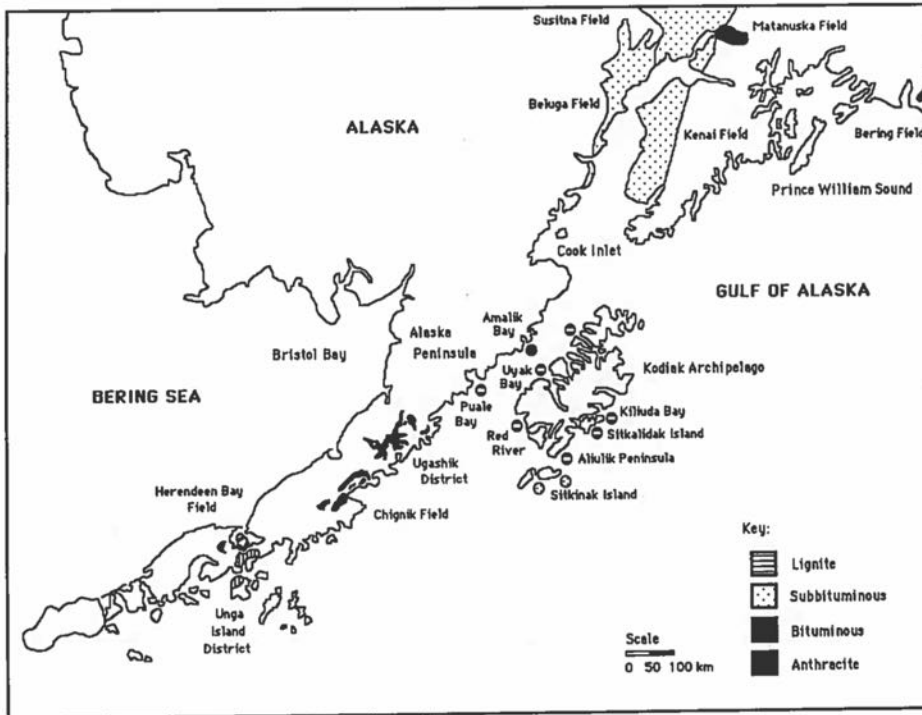 Susitna Field
Matanuska Field
Beluga Field
ALASKA
Kenai Field
Bering Field
Prince William Sound
Cook Inlet
GULF OF ALASKA
Amalik
Bay
Alaska
Peninsula
Bristol Bay
Uyak
Bay
Kodiak Archipelago
BERING SEA
Puale
Bay
Kiliuda Bay
Red
River
Sitkalidak Island
Ugashik
District
Aliulik Peninsula
Herendeen Bay
Field
Sitkinak Island
Chignik Field
Key:
Lignite
Subbituminous
Unga
Island
District
Scale
0 50 100 km
Bituminous
Anthracite